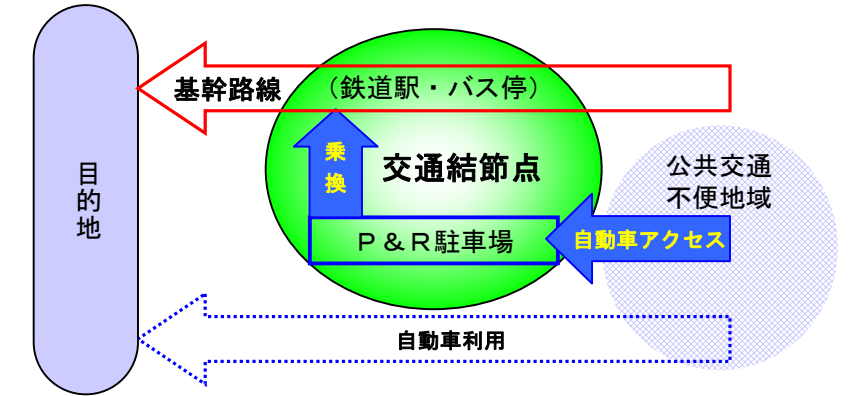 基幹路線
(鉄道駅・バス停)
乗換
交通結節点
公共交通
不便地域
目的地
P&R駐車場
自動車アクセス
自動車利用